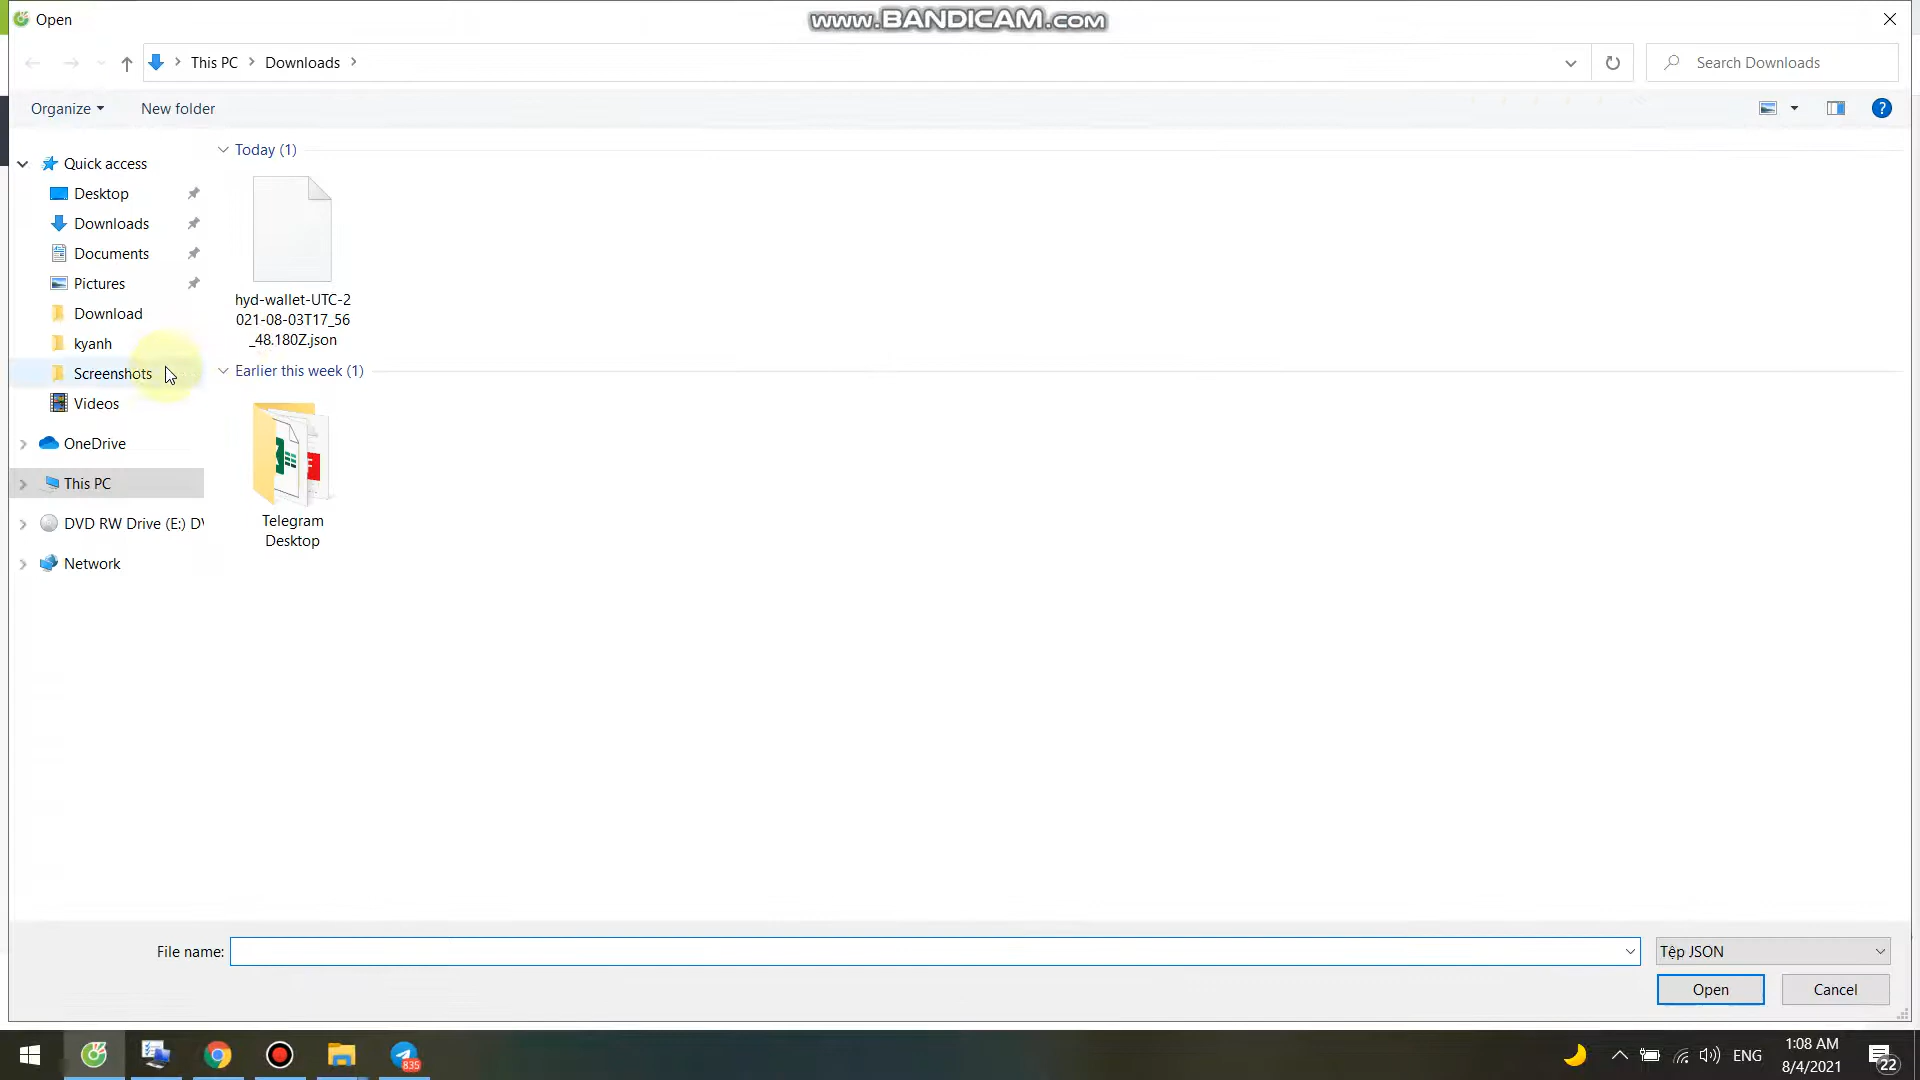 Open
www.BANDICAM.com
This PC
Downloads
Search Downloads
Organize
New folder
Quick access
Desktop
Downloads
Documents
Pictures
Download
kyanh
Screenshots
Videos
OneDrive
This PC
DVD RW Drive (E:) DV
Network
Today (1)
hyd-wallet-UTC-2
021-08-03T17_56
_48.180Z.json
Earlier this week (1)
Telegram
Desktop
File name:
Tệp JSON
Open
Cancel
835
ENG
1:08 AM
8/4/2021
22